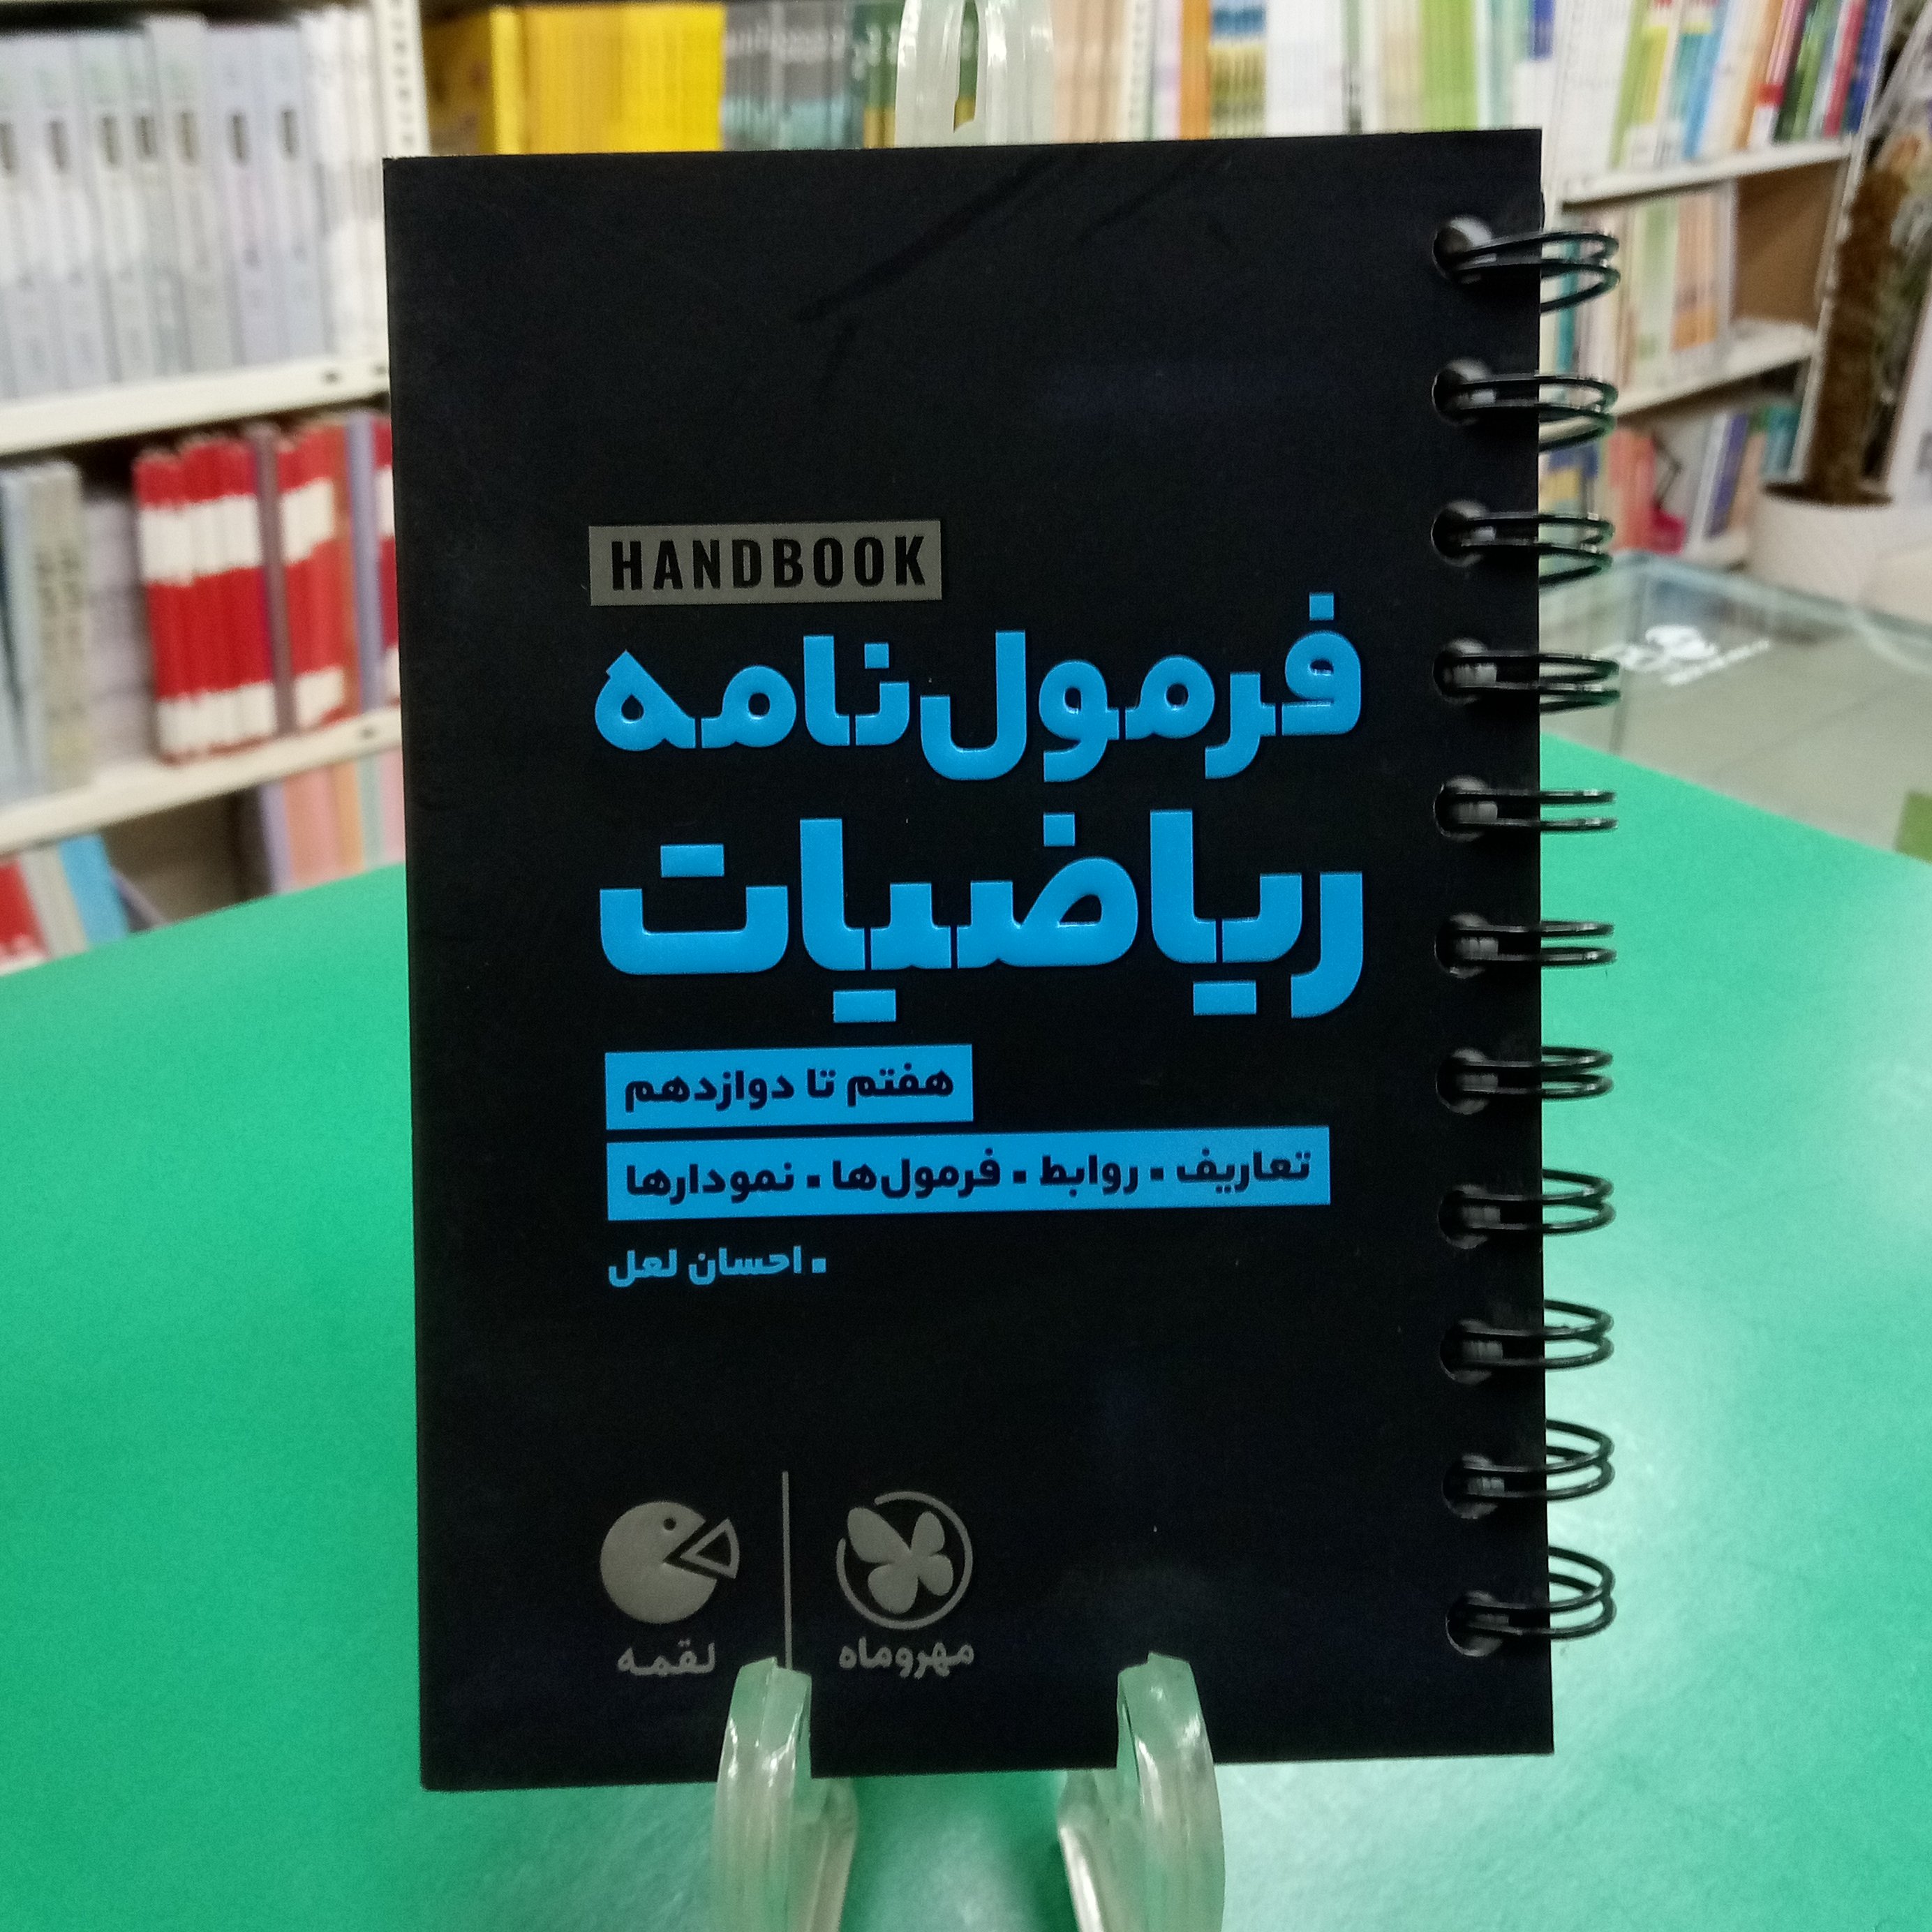 HANDBOOK
فرمول‌نامه
ریاضیات
هفتم تا دوازدهم
تعاریف ▪ روابط ▪ فرمول‌ها ▪ نمودارها
▪ احسان لعل
مهروماه
لقمه